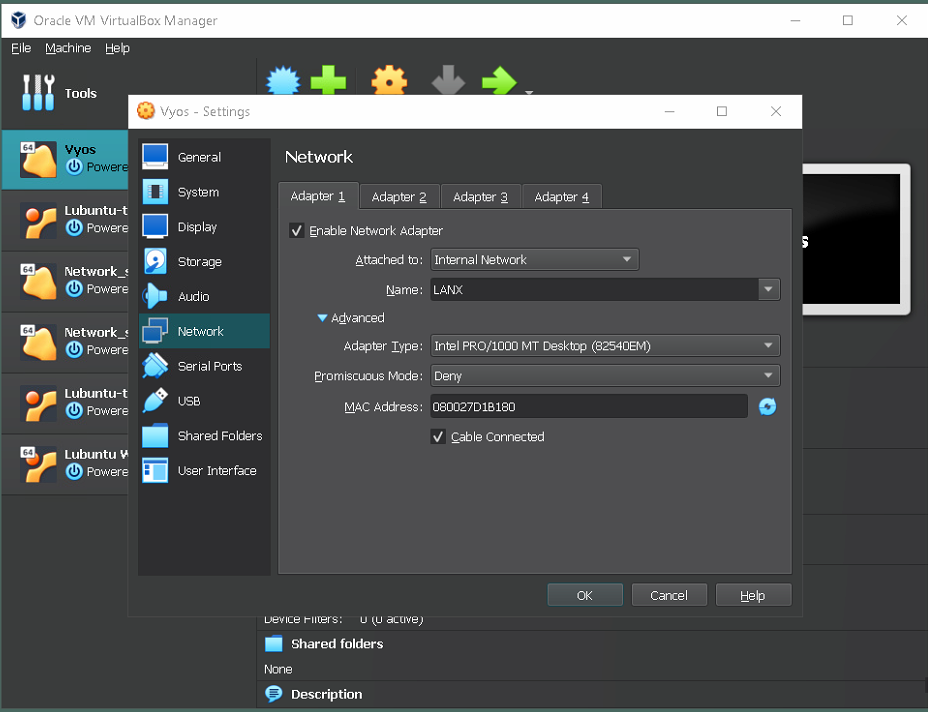 Oracle VM VirtualBox Manager
File Machine Help
Tools
Vyos - Settings
64 Vyos
Powere
Lubuntu-t
Powere
64 Network_s
Powere
64 Network_s
Powere
Lubuntu-t
Powere
64 Lubuntu W
Powere
General
System
Display
Storage
Audio
Network
Serial Ports
USB
Shared Folders
User Interface
Network
Adapter 1 Adapter 2 Adapter 3 Adapter 4
Enable Network Adapter
Attached to: Internal Network
Name: LANX
Advanced
Adapter Type: Intel PRO/1000 MT Desktop (82540EM)
Promiscuous Mode: Deny
MAC Address: 080027D1B180
Cable Connected
OK Cancel Help
s
Device Filters: 0 (0 active)
Shared folders
None
Description